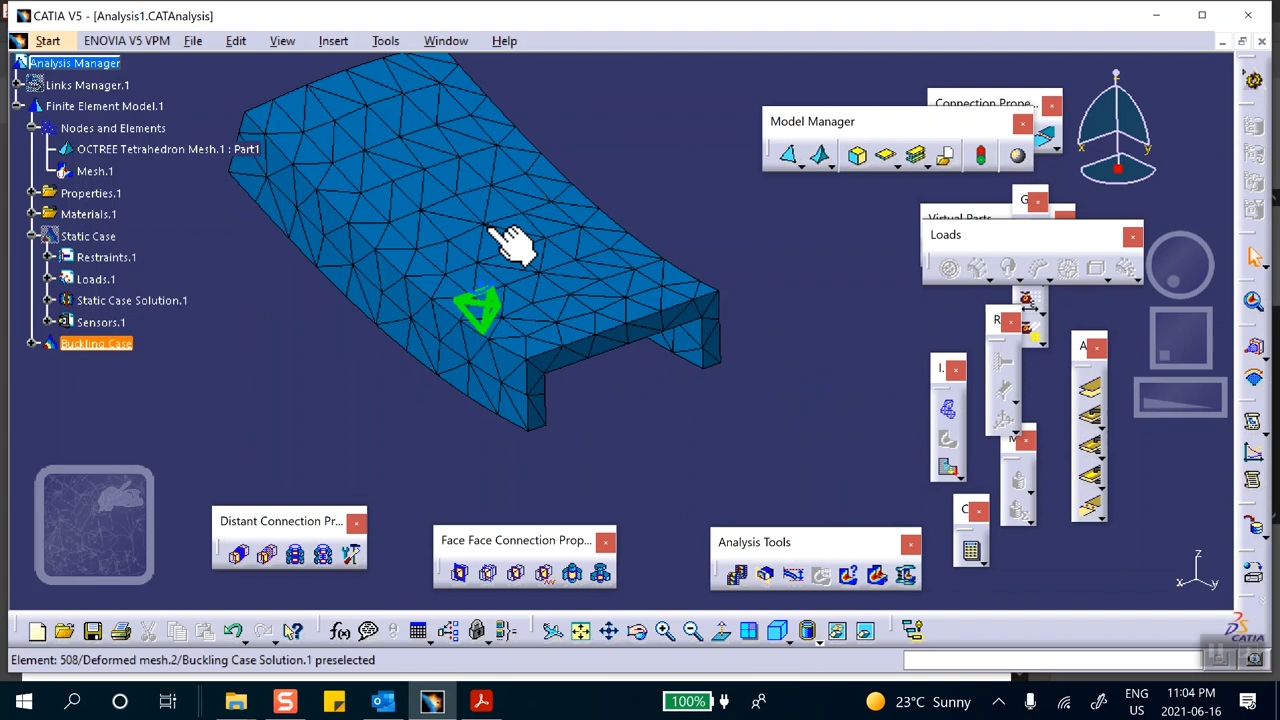 CATIA V5 - [Analysis1.CATAnalysis]
Start
ENOVIA V5 VPM
File
Edit
View
Insert
Tools
Window
Help
Analysis Manager
Links Manager.1
Finite Element Model.1
Nodes and Elements
OCTREE Tetrahedron Mesh.1 : Part1
Mesh.1
Properties.1
Materials.1
Static Case
Restraints.1
Loads.1
Static Case Solution.1
Sensors.1
Buckling Case
Connection Prope...
Model Manager
G
Virtual Parts
Loads
R
I.
A
C
Distant Connection Pr...
Face Face Connection Prop...
Analysis Tools
x
y
z
x
y
f(x)
CATIA
Element: 508/Deformed mesh.2/Buckling Case Solution.1 preselected
100%
23°C Sunny
ENG
US
11:04 PM
2021-06-16